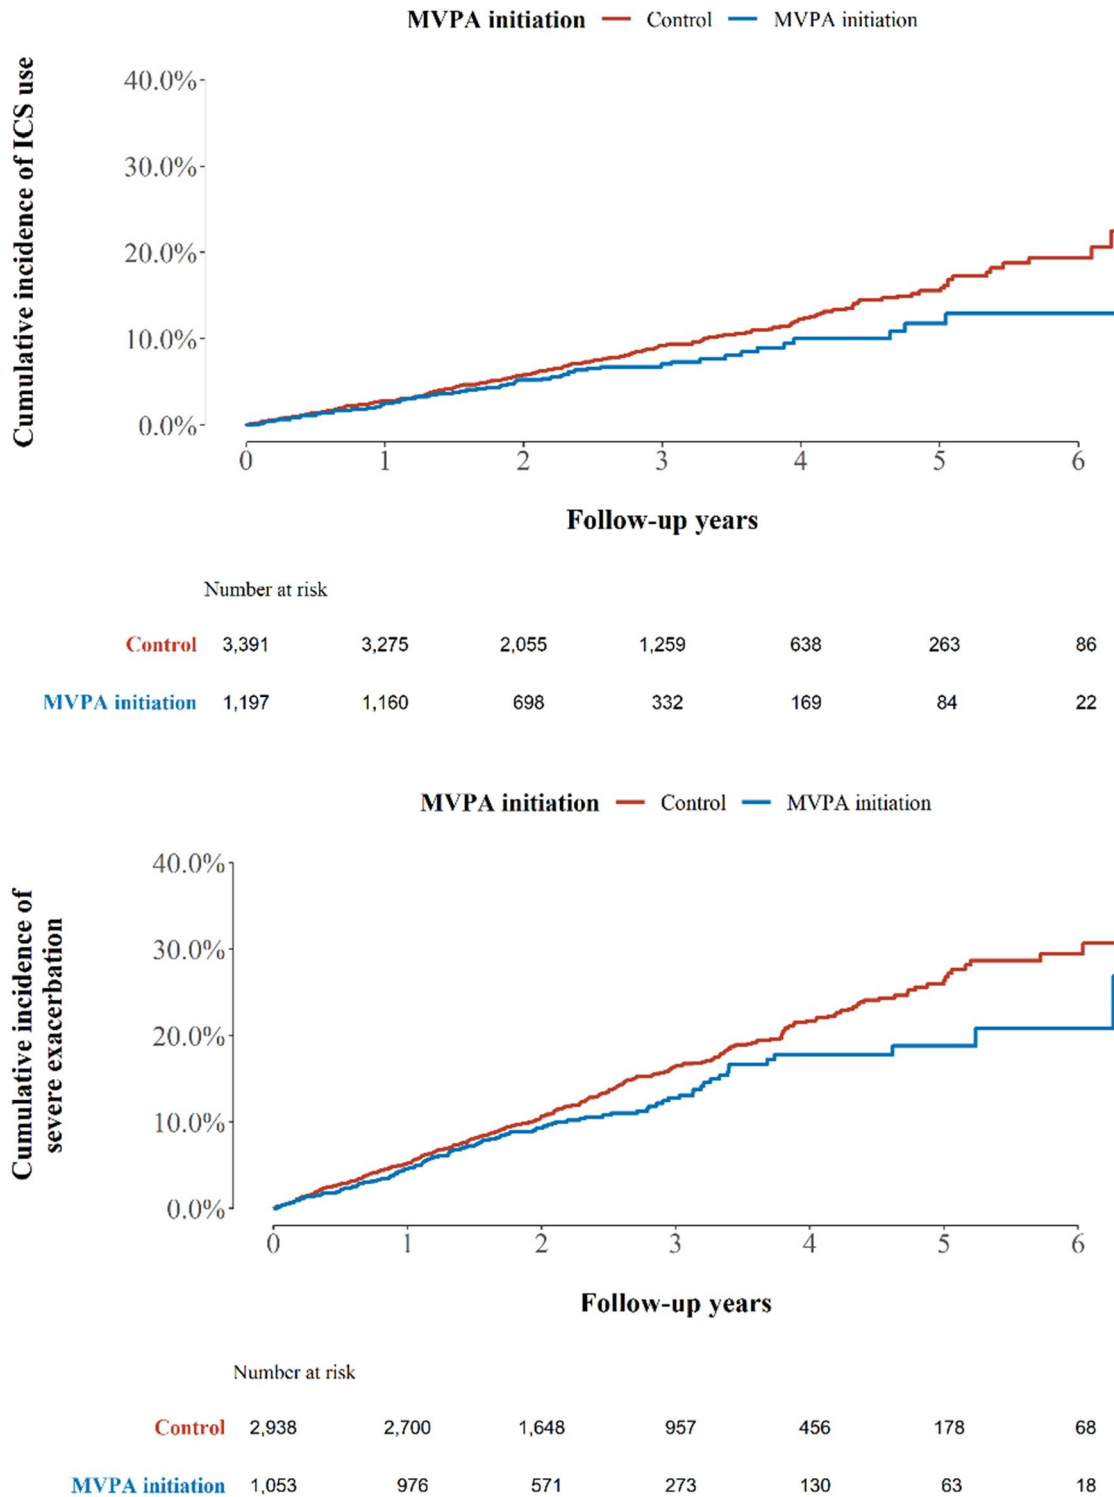 MVPA initiation Control MVPA initiation
Cumulative incidence of ICS use
40.0%
30.0%
20.0%
10.0%
0.0%
0 1 2 3 4 5 6
Follow-up years
Number at risk
Control 3,391 3,275 2,055 1,259 638 263 86
MVPA initiation 1,197 1,160 698 332 169 84 22
MVPA initiation Control MVPA initiation
Cumulative incidence of
severe exacerbation
40.0%
30.0%
20.0%
10.0%
0.0%
0 1 2 3 4 5 6
Follow-up years
Number at risk
Control 2,938 2,700 1,648 957 456 178 68
MVPA initiation 1,053 976 571 273 130 63 18